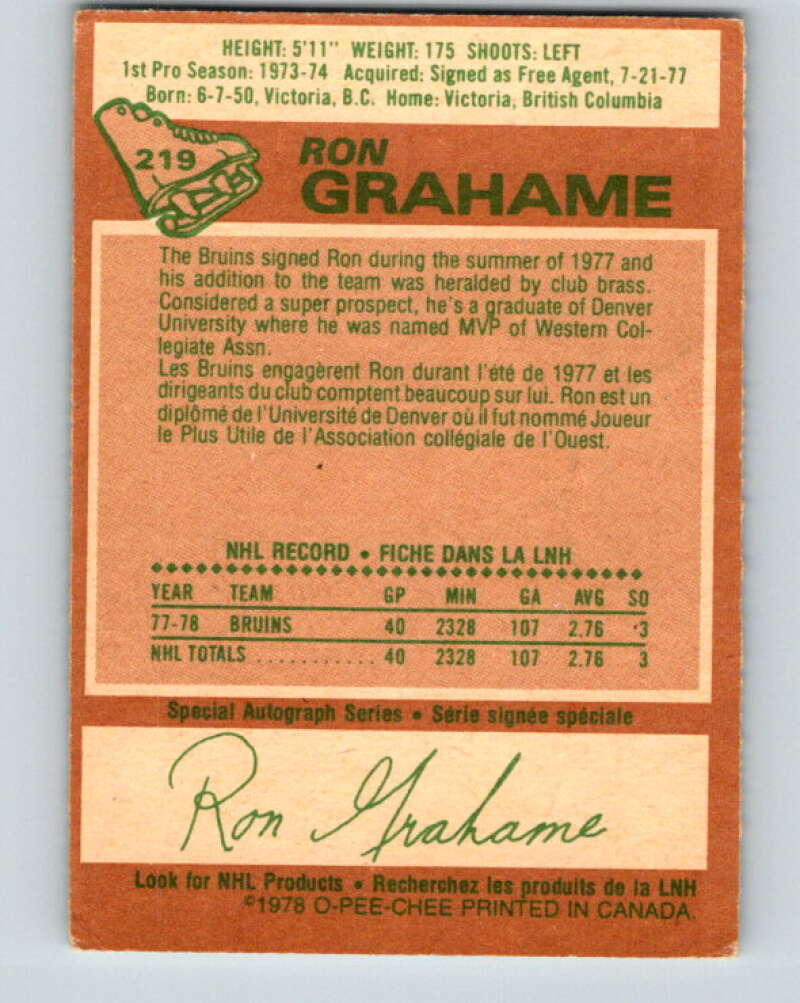 HEIGHT: 5'11" WEIGHT: 175 SHOOTS: LEFT
1st Pro Season: 1973-74 Acquired: Signed as Free Agent, 7-21-77
Born: 6-7-50, Victoria, B.C. Home: Victoria, British Columbia
219
RON
GRAHAME
The Bruins signed Ron during the summer of 1977 and
his addition to the team was heralded by club brass.
Considered a super prospect, he's a graduate of Denver
University where he was named MVP of Western Col-
legiate Assn.
Les Bruins engagèrent Ron durant l'été de 1977 et les
dirigeants du club comptent beaucoup sur lui. Ron est un
diplômé de l'Université de Denver où il fut nommé Joueur
le Plus Utile de l'Association collégiale de l'Ouest.
NHL RECORD • FICHE DANS LA LNH
YEAR TEAM GP MIN GA AVG SO
77-78 BRUINS 40 2328 107 2.76 3
NHL TOTALS ............ 40 2328 107 2.76 3
Special Autograph Series • Série signée spéciale
Ron Grahame
Look for NHL Products • Recherchez les produits de la LNH
©1978 O-PEE-CHEE PRINTED IN CANADA.